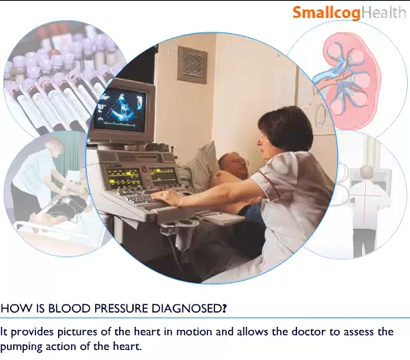 SmallcogHealth
HOW IS BLOOD PRESSURE DIAGNOSED?
It provides pictures of the heart in motion and allows the doctor to assess the
pumping action of the heart.